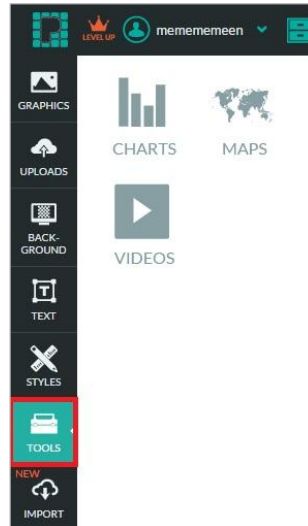 LEVEL UP
memememeen
GRAPHICS
UPLOADS
BACK-
GROUND
TEXT
STYLES
TOOLS
NEW
IMPORT
CHARTS
MAPS
VIDEOS